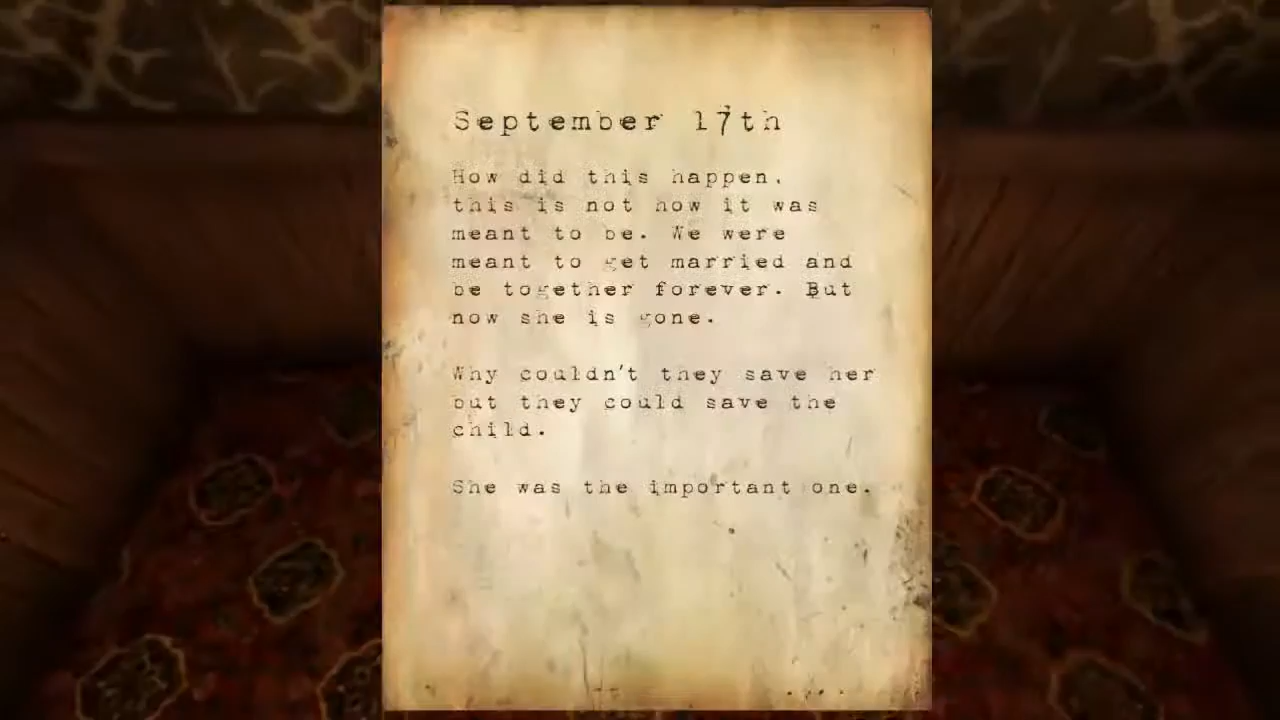 September 17th
How did this happen.
this is not how it was
meant to be. We were
meant to get married and
be together forever. But
now she is gone.
Why couldn't they save her
but they could save the
child.
She was the important one.